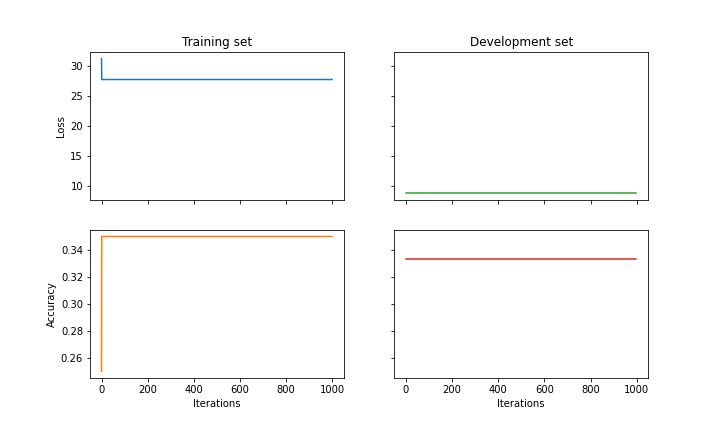 Training set
Development set
30
25
20
15
10
Loss
0.34
0.32
0.30
0.28
0.26
Accuracy
0 200 400 600 800 1000
0 200 400 600 800 1000
Iterations
Iterations